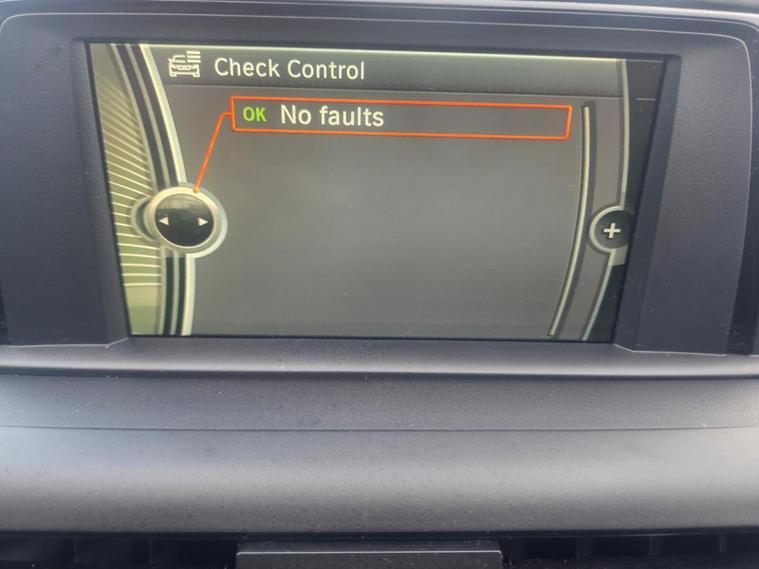 Check Control
OK No faults
+